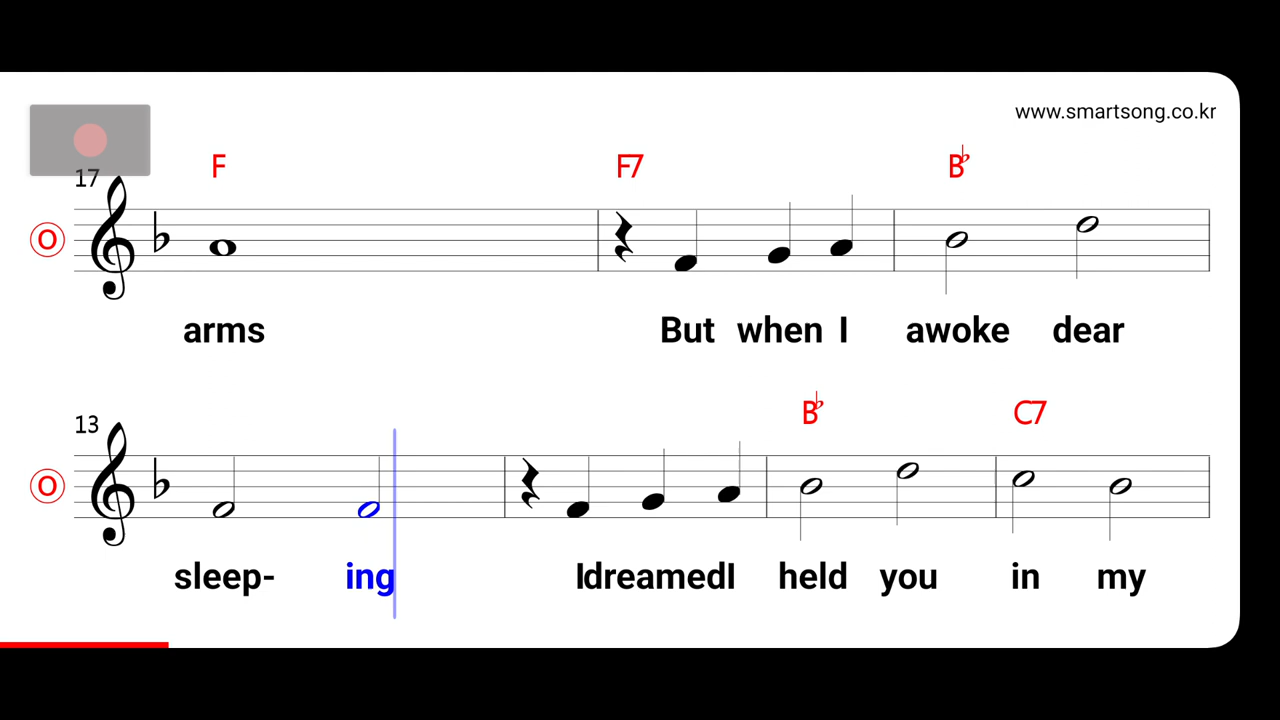 www.smartsong.co.kr
17 F F7 B♭
O
arms But when I awoke dear
13 B♭ C7
O
sleep- ing IdreamedI held you in my